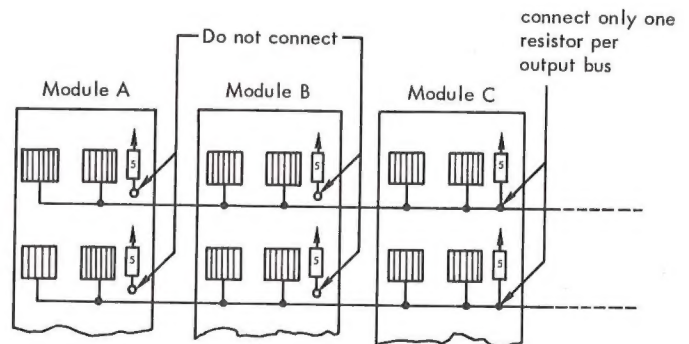 connect only one
resistor per
output bus
Do not connect
Module A
Module B
Module C
5
5
5
5
5
5